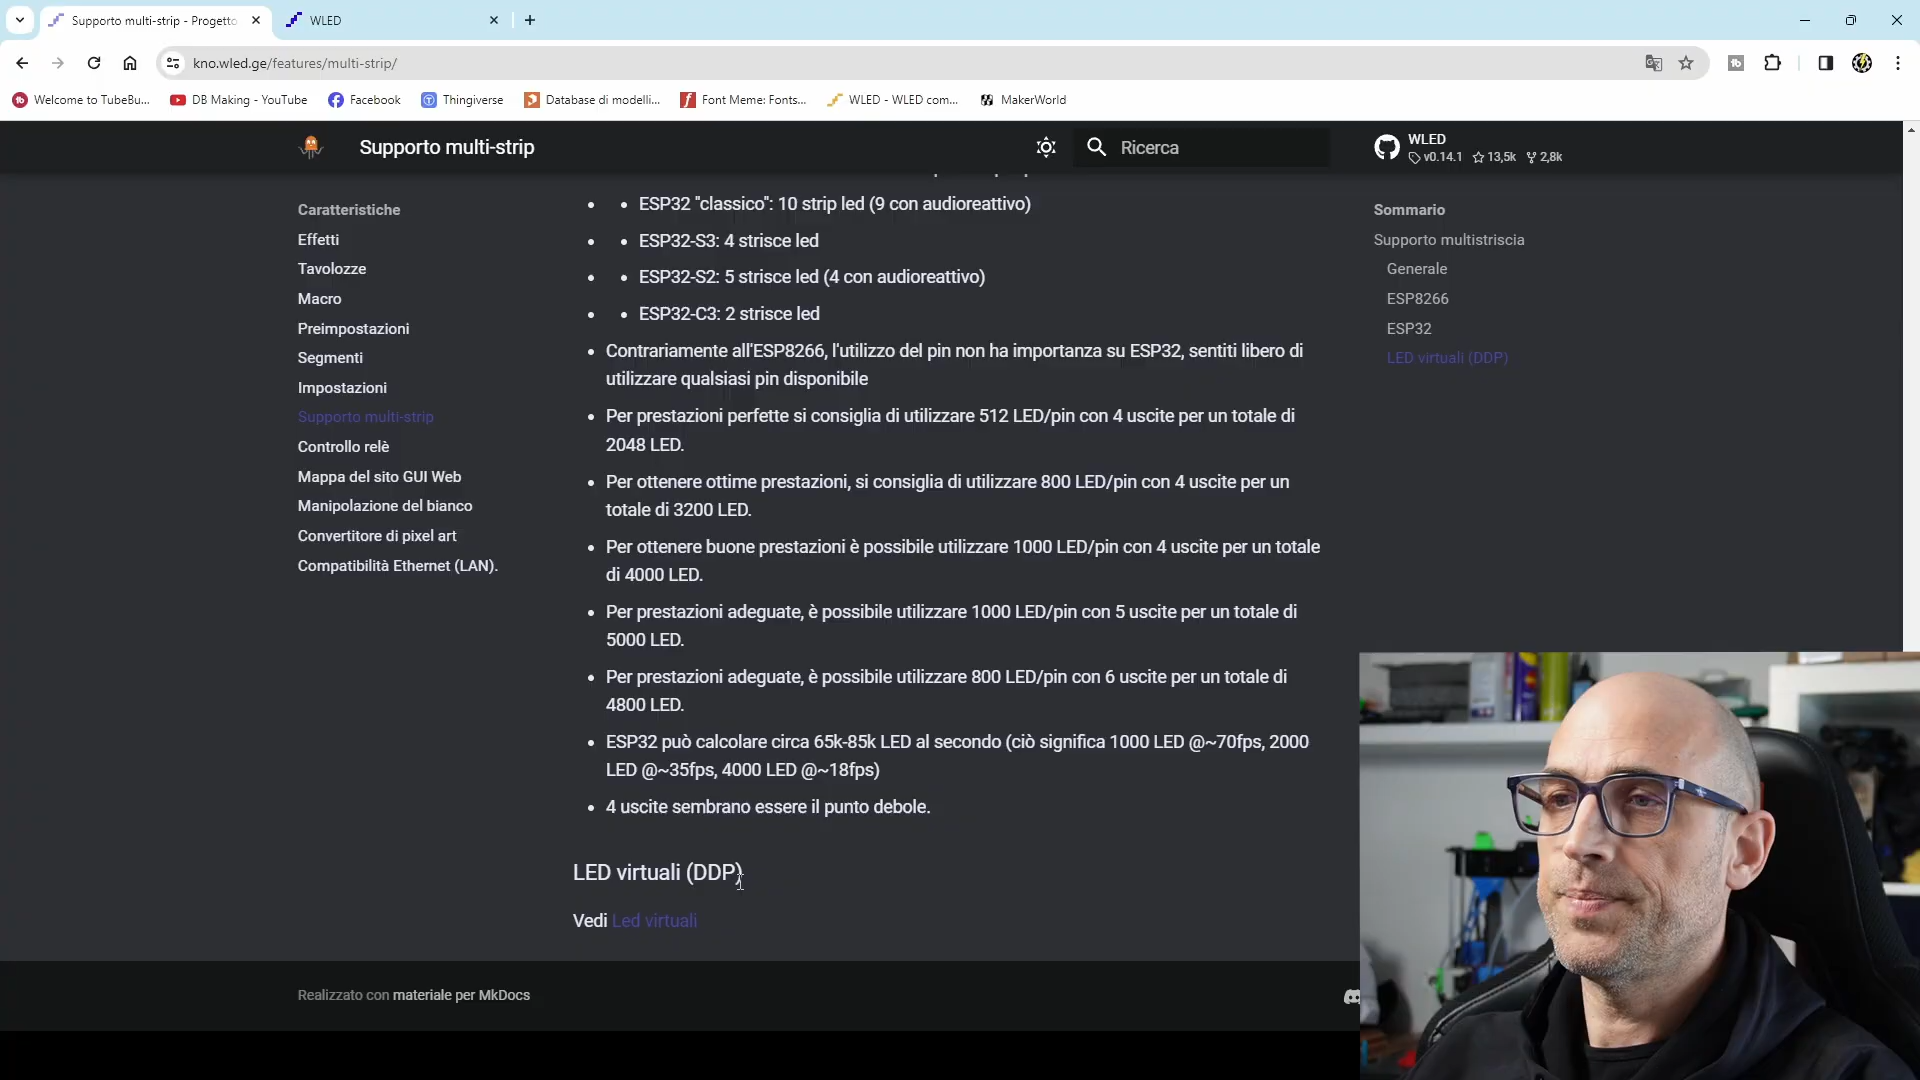 Supporto multi-strip - Progetto
WLED
kno.wled.ge/features/multi-strip/
Welcome to TubeBu...
DB Making - YouTube
Facebook
Thingiverse
Database di modelli...
Font Meme: Fonts...
WLED - WLED com...
MakerWorld
Supporto multi-strip
Ricerca
WLED
v0.14.1 13,5k 2,8k
Caratteristiche
Effetti
Tavolozze
Macro
Preimpostazioni
Segmenti
Impostazioni
Supporto multi-strip
Controllo relè
Mappa del sito GUI Web
Manipolazione del bianco
Convertitore di pixel art
Compatibilità Ethernet (LAN).
ESP32 "classico": 10 strip led (9 con audioreattivo)
ESP32-S3: 4 strisce led
ESP32-S2: 5 strisce led (4 con audioreattivo)
ESP32-C3: 2 strisce led
Contrariamente all'ESP8266, l'utilizzo del pin non ha importanza su ESP32, sentiti libero di
utilizzare qualsiasi pin disponibile
Per prestazioni perfette si consiglia di utilizzare 512 LED/pin con 4 uscite per un totale di
2048 LED.
Per ottenere ottime prestazioni, si consiglia di utilizzare 800 LED/pin con 4 uscite per un
totale di 3200 LED.
Per ottenere buone prestazioni è possibile utilizzare 1000 LED/pin con 4 uscite per un totale
di 4000 LED.
Per prestazioni adeguate, è possibile utilizzare 1000 LED/pin con 5 uscite per un totale di
5000 LED.
Per prestazioni adeguate, è possibile utilizzare 800 LED/pin con 6 uscite per un totale di
4800 LED.
ESP32 può calcolare circa 65k-85k LED al secondo (ciò significa 1000 LED @~70fps, 2000
LED @~35fps, 4000 LED @~18fps)
4 uscite sembrano essere il punto debole.
LED virtuali (DDP)
Vedi Led virtuali
Sommario
Supporto multistriscia
Generale
ESP8266
ESP32
LED virtuali (DDP)
Realizzato con materiale per MkDocs